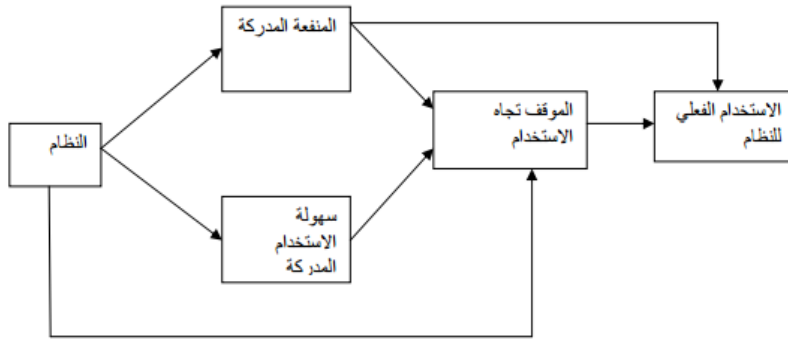 المنفعة المدركة
النظام
سهولة
الاستخدام
المدركة
الموقف تجاه
الاستخدام
الاستخدام الفعلي
للنظام